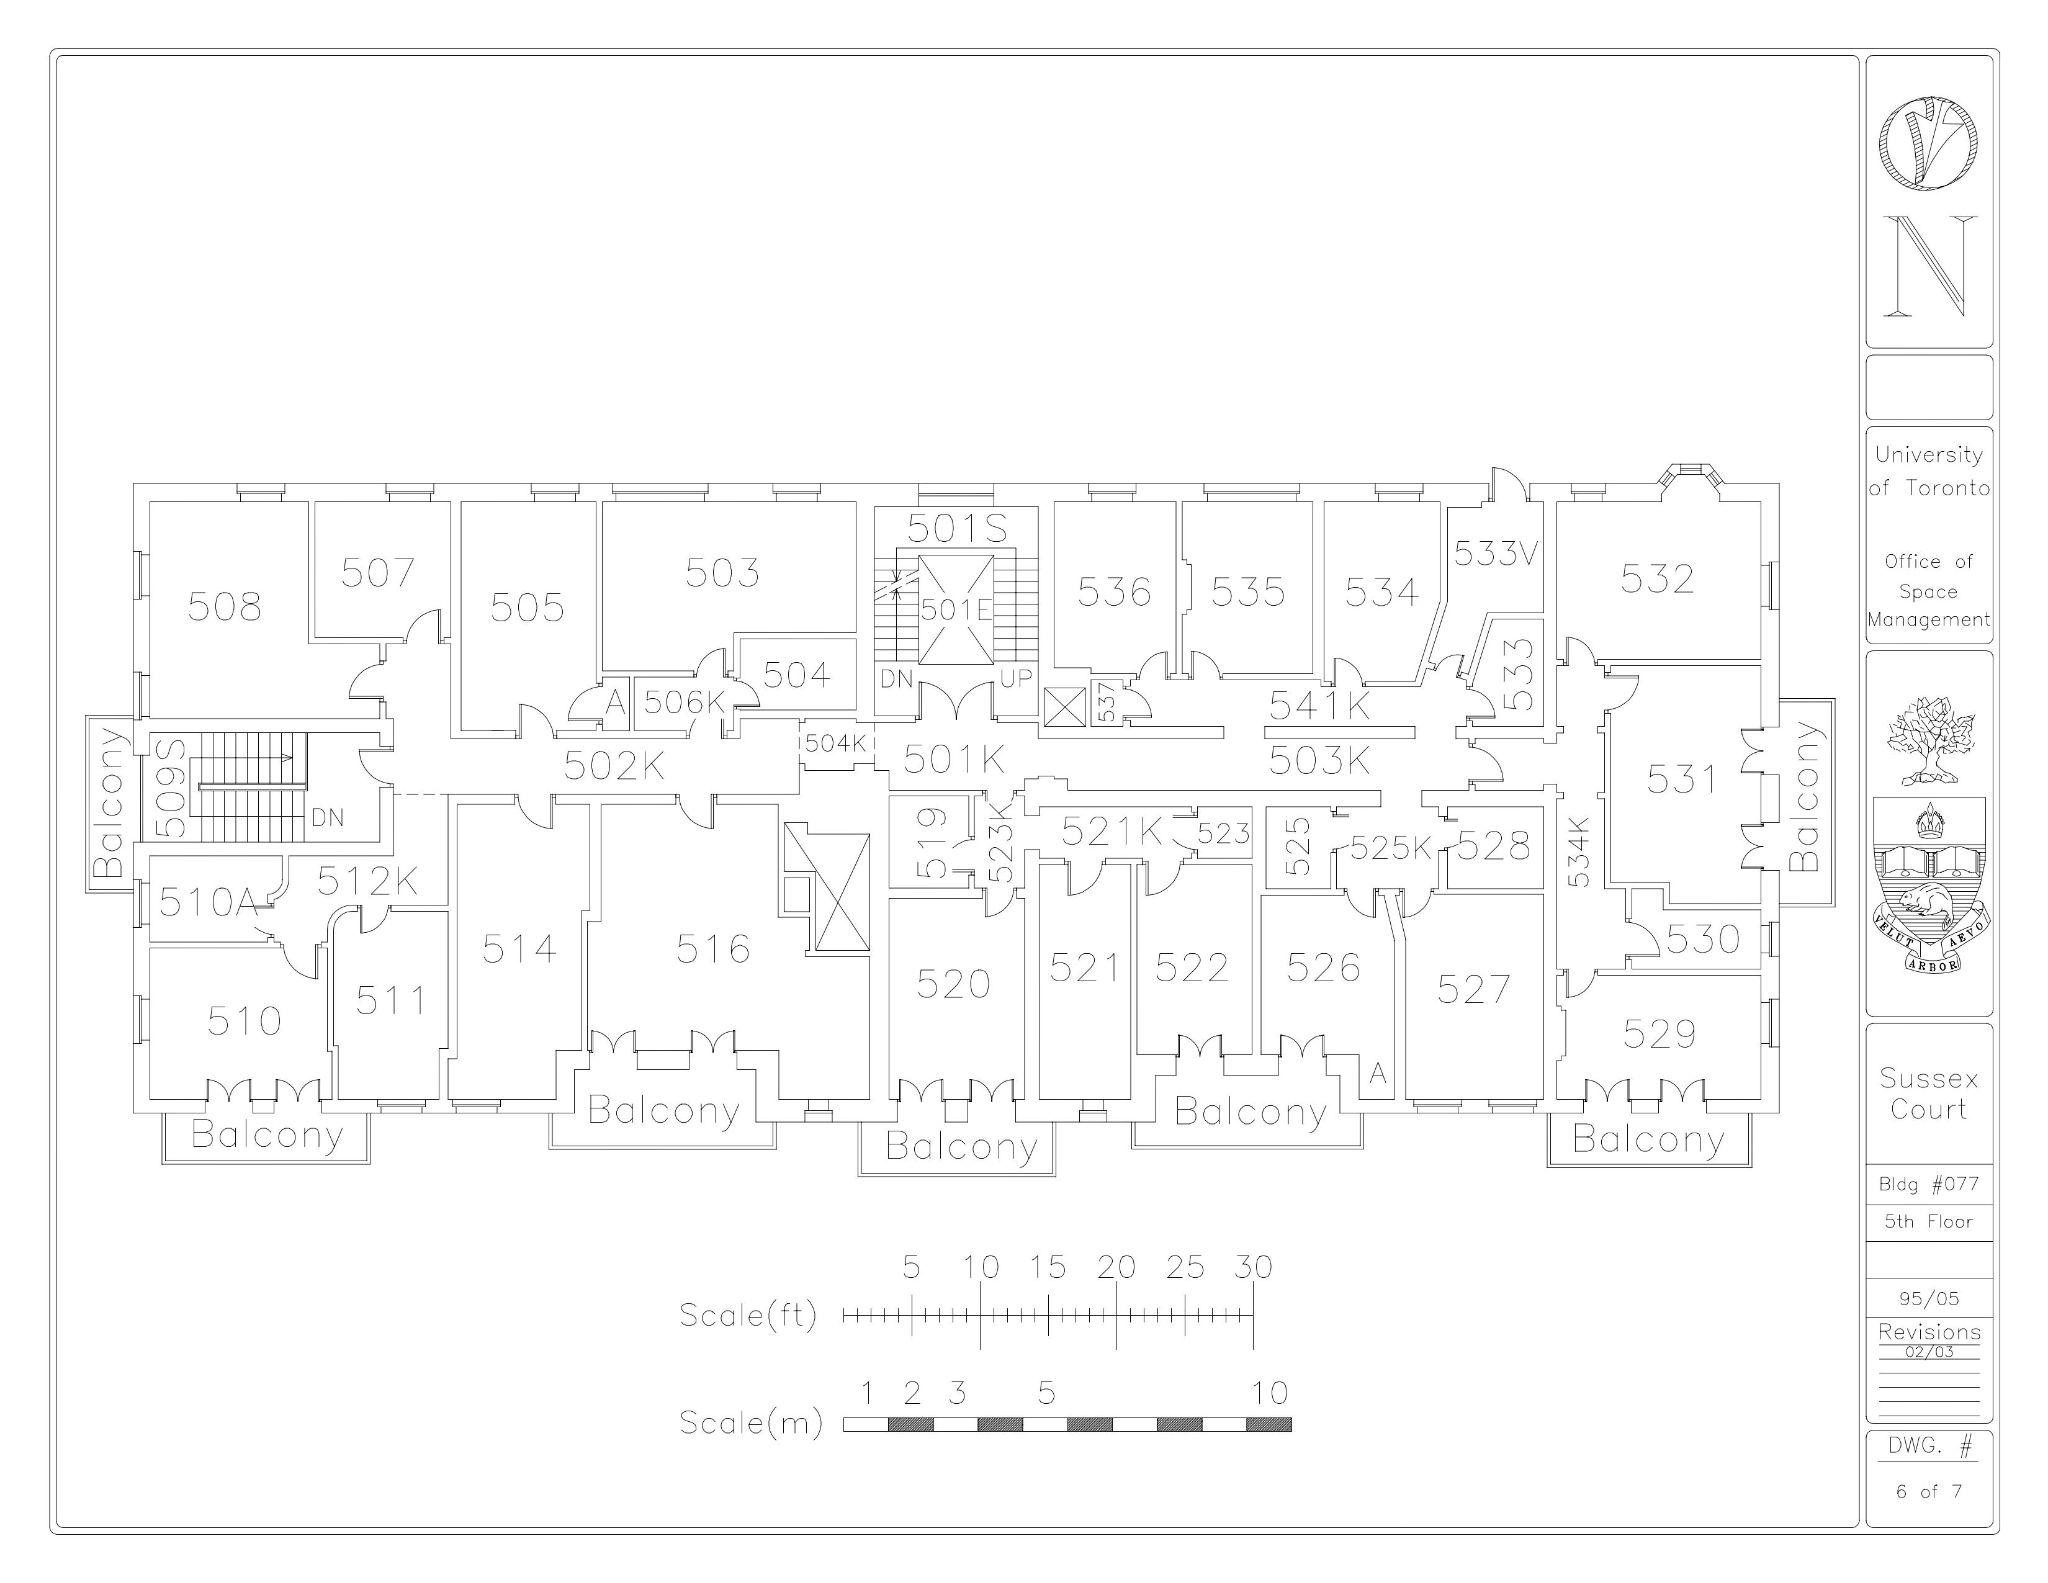 501S
507
503
533V
532
508
505
501E
536
535
534
504
DN
UP
533
A
506K
537
541K
504K
501K
503K
502K
531
Balcony
Balcony
509S
DN
519
523K
521K
523
525
525K
528
534K
512K
510A
514
516
520
521
522
526
527
530
529
510
511
A
Balcony
Balcony
Balcony
Balcony
Balcony
5 10 15 20 25 30
Scale(ft)
1 2 3 5 10
Scale(m)
N
University
of Toronto
Office of
Space
Management
VELUT ARBOR AEVO
Sussex
Court
Bldg #077
5th Floor
95/05
Revisions
02/03
DWG. #
6 of 7